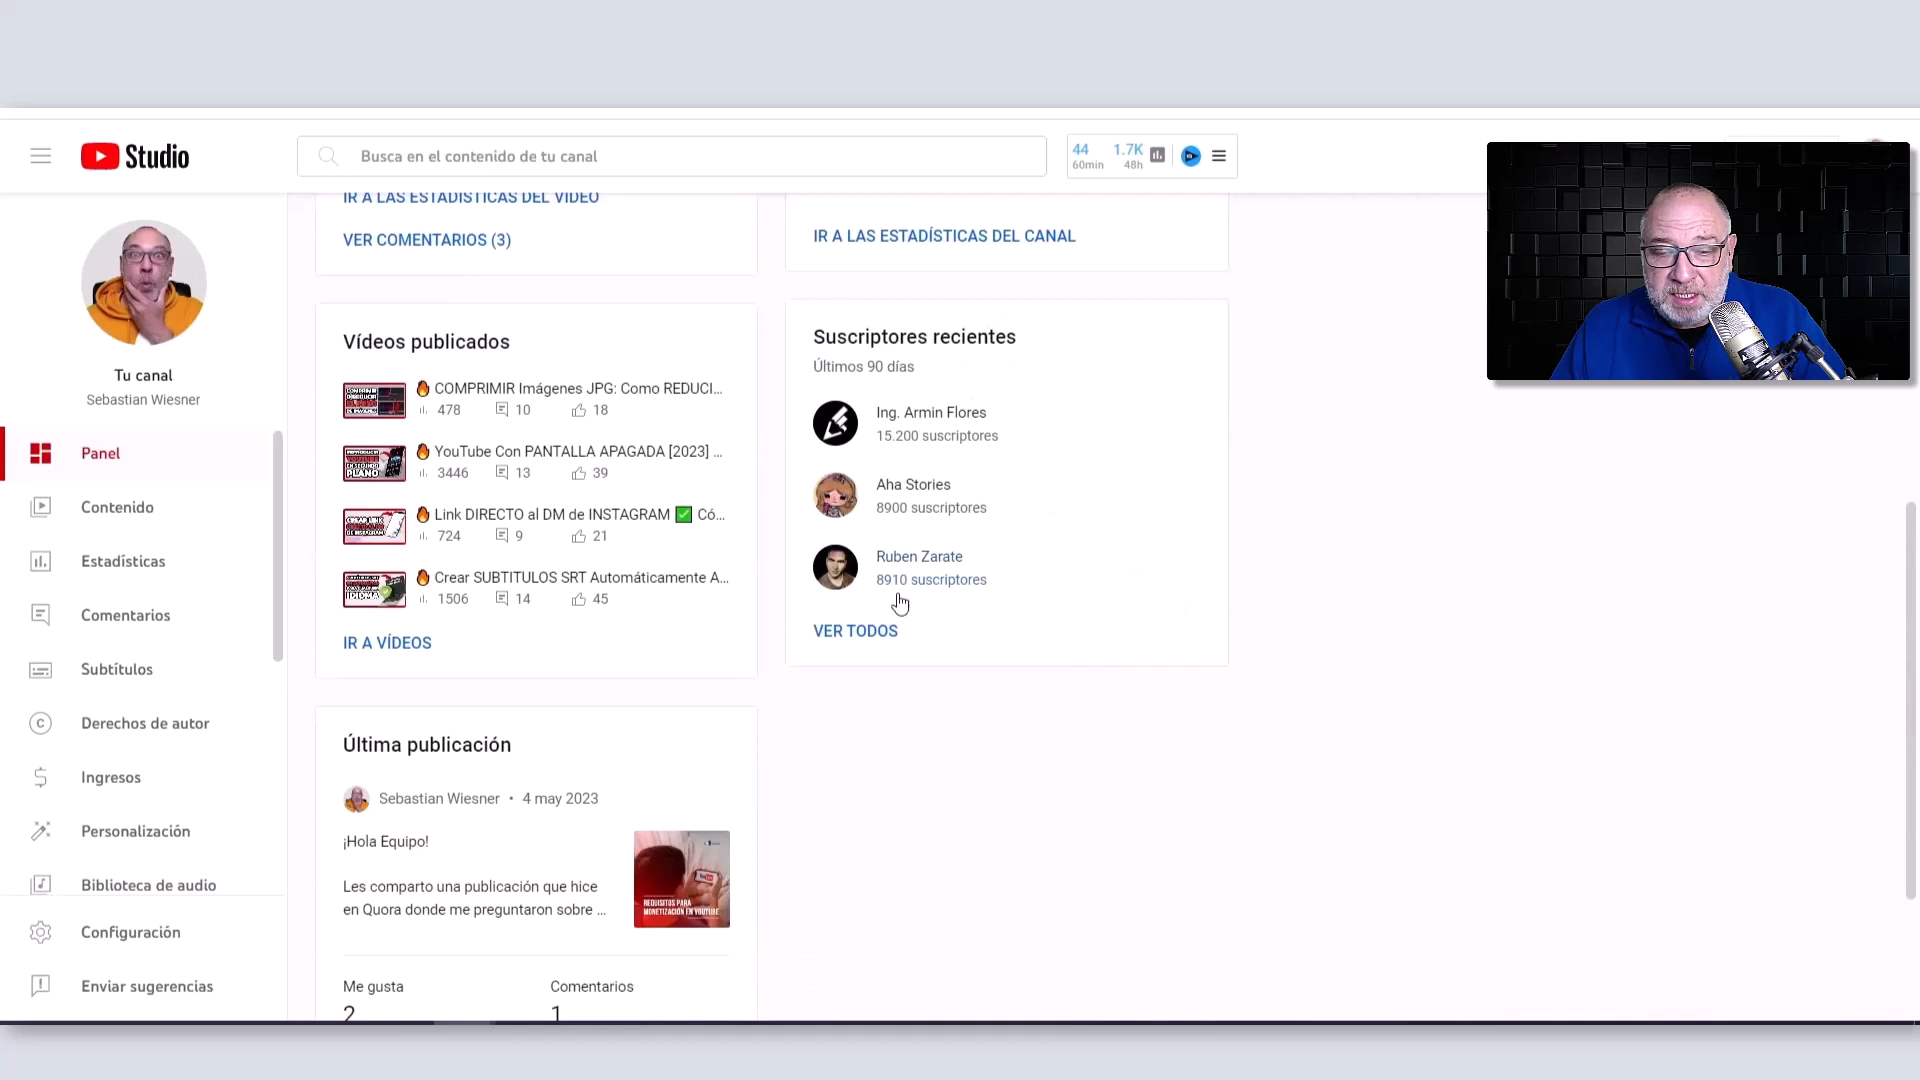 Studio
Busca en el contenido de tu canal
44
60min
1.7K
48h
Tu canal
Sebastian Wiesner
Panel
Contenido
Estadísticas
Comentarios
Subtítulos
Derechos de autor
Ingresos
Personalización
Biblioteca de audio
Configuración
Enviar sugerencias
IR A LAS ESTADÍSTICAS DEL VÍDEO
VER COMENTARIOS (3)
Vídeos publicados
🔥 COMPRIMIR Imágenes JPG: Como REDUCI...
478 10 18
🔥 YouTube Con PANTALLA APAGADA [2023] ...
3446 13 39
🔥 Link DIRECTO al DM de INSTAGRAM ✅ Có...
724 9 21
🔥 Crear SUBTITULOS SRT Automáticamente A...
1506 14 45
IR A VÍDEOS
Última publicación
Sebastian Wiesner • 4 may 2023
¡Hola Equipo!
Les comparto una publicación que hice
en Quora donde me preguntaron sobre ...
REQUISITOS PARA
MONETIZACIÓN EN YOUTUBE
Me gusta
2
Comentarios
1
IR A LAS ESTADÍSTICAS DEL CANAL
Suscriptores recientes
Últimos 90 días
Ing. Armin Flores
15.200 suscriptores
Aha Stories
8900 suscriptores
Ruben Zarate
8910 suscriptores
VER TODOS